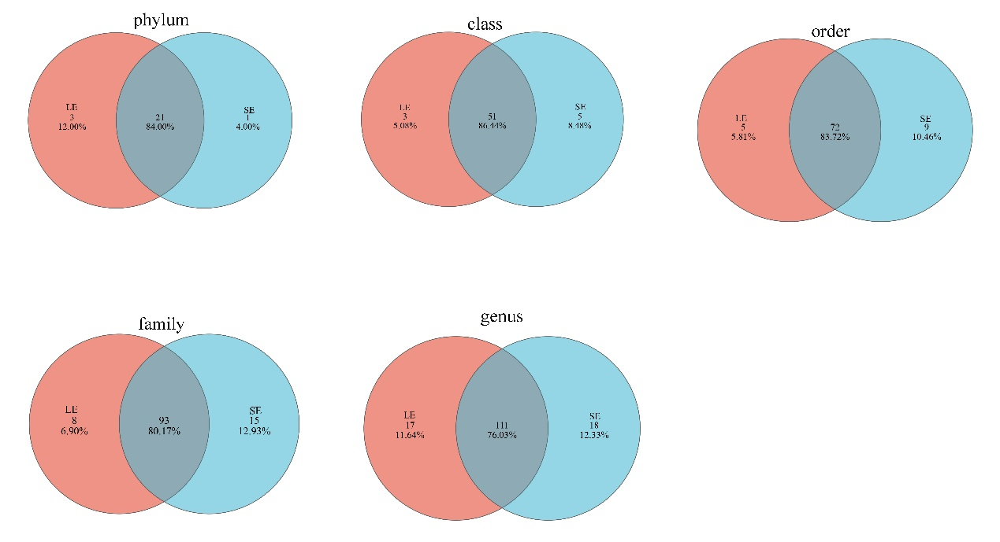 phylum
LE
3
12.00%
21
84.00%
SE
1
4.00%
class
LE
3
5.08%
51
86.44%
SE
5
8.48%
order
LE
5
5.81%
72
83.72%
SE
9
10.46%
family
LE
8
6.90%
93
80.17%
SE
15
12.93%
genus
LE
17
11.64%
111
76.03%
SE
18
12.33%